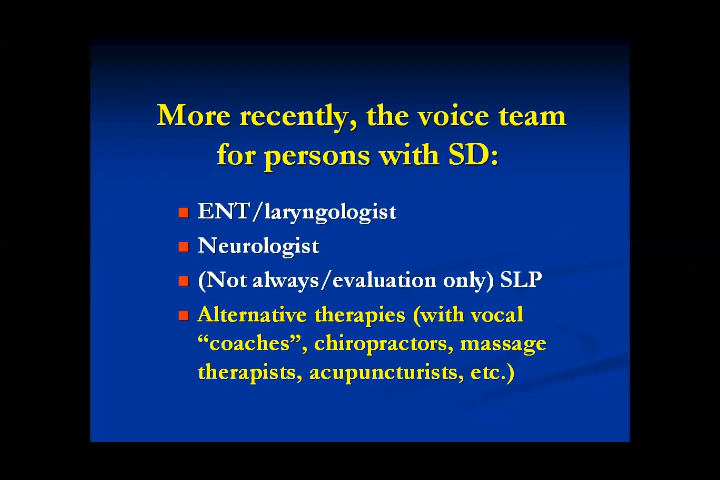 More recently, the voice team
for persons with SD:
ENT/laryngologist
Neurologist
(Not always/evaluation only) SLP
Alternative therapies (with vocal
“coaches”, chiropractors, massage
therapists, acupuncturists, etc.)